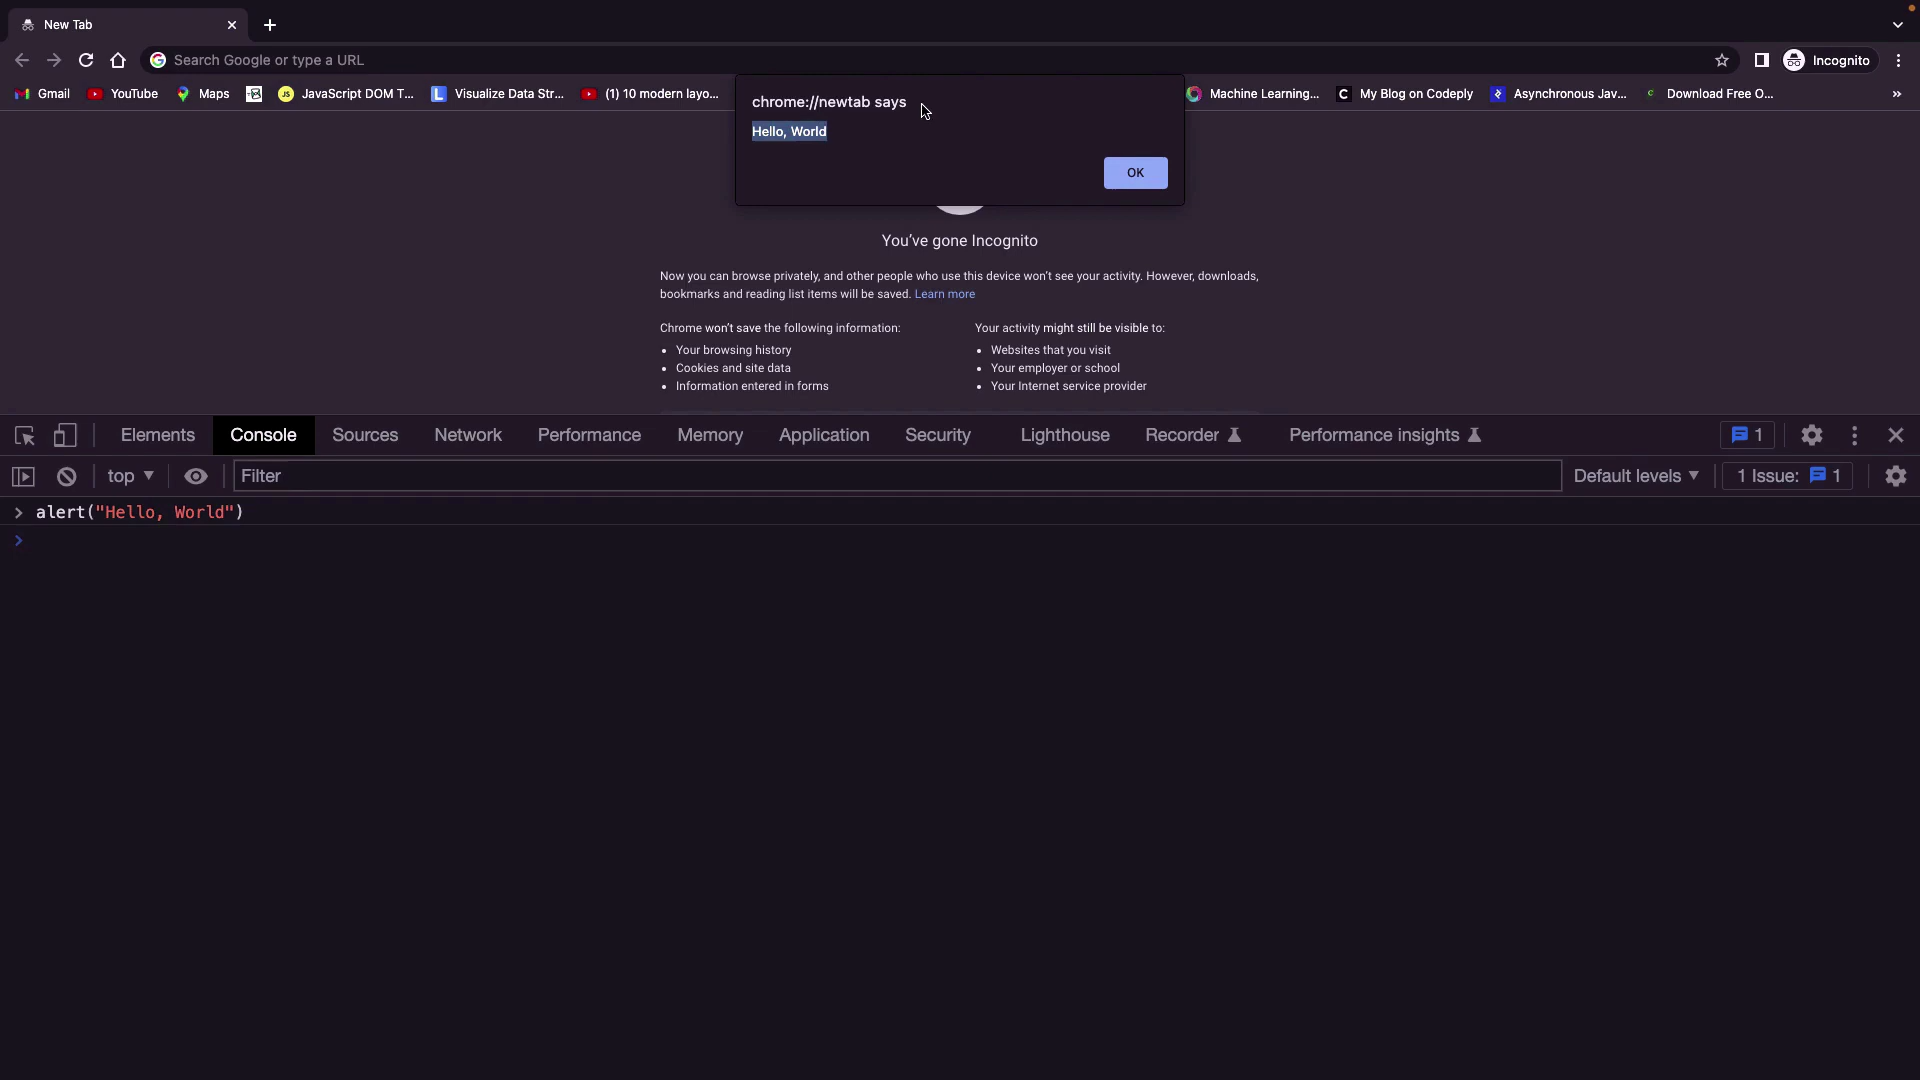 New Tab
Search Google or type a URL
Incognito
Gmail
YouTube
Maps
JS
JavaScript DOM T...
L
Visualize Data Str...
(1) 10 modern layo...
Machine Learning...
C
My Blog on Codeply
Asynchronous Jav...
Download Free O...
»
chrome://newtab says
Hello, World
OK
You've gone Incognito
Now you can browse privately, and other people who use this device won't see your activity. However, downloads,
bookmarks and reading list items will be saved. Learn more
Chrome won't save the following information:
• Your browsing history
• Cookies and site data
• Information entered in forms
Your activity might still be visible to:
• Websites that you visit
• Your employer or school
• Your Internet service provider
Elements Console Sources Network Performance Memory Application Security Lighthouse Recorder Performance insights 1
top Filter Default levels 1 Issue: 1
> alert("Hello, World")
>